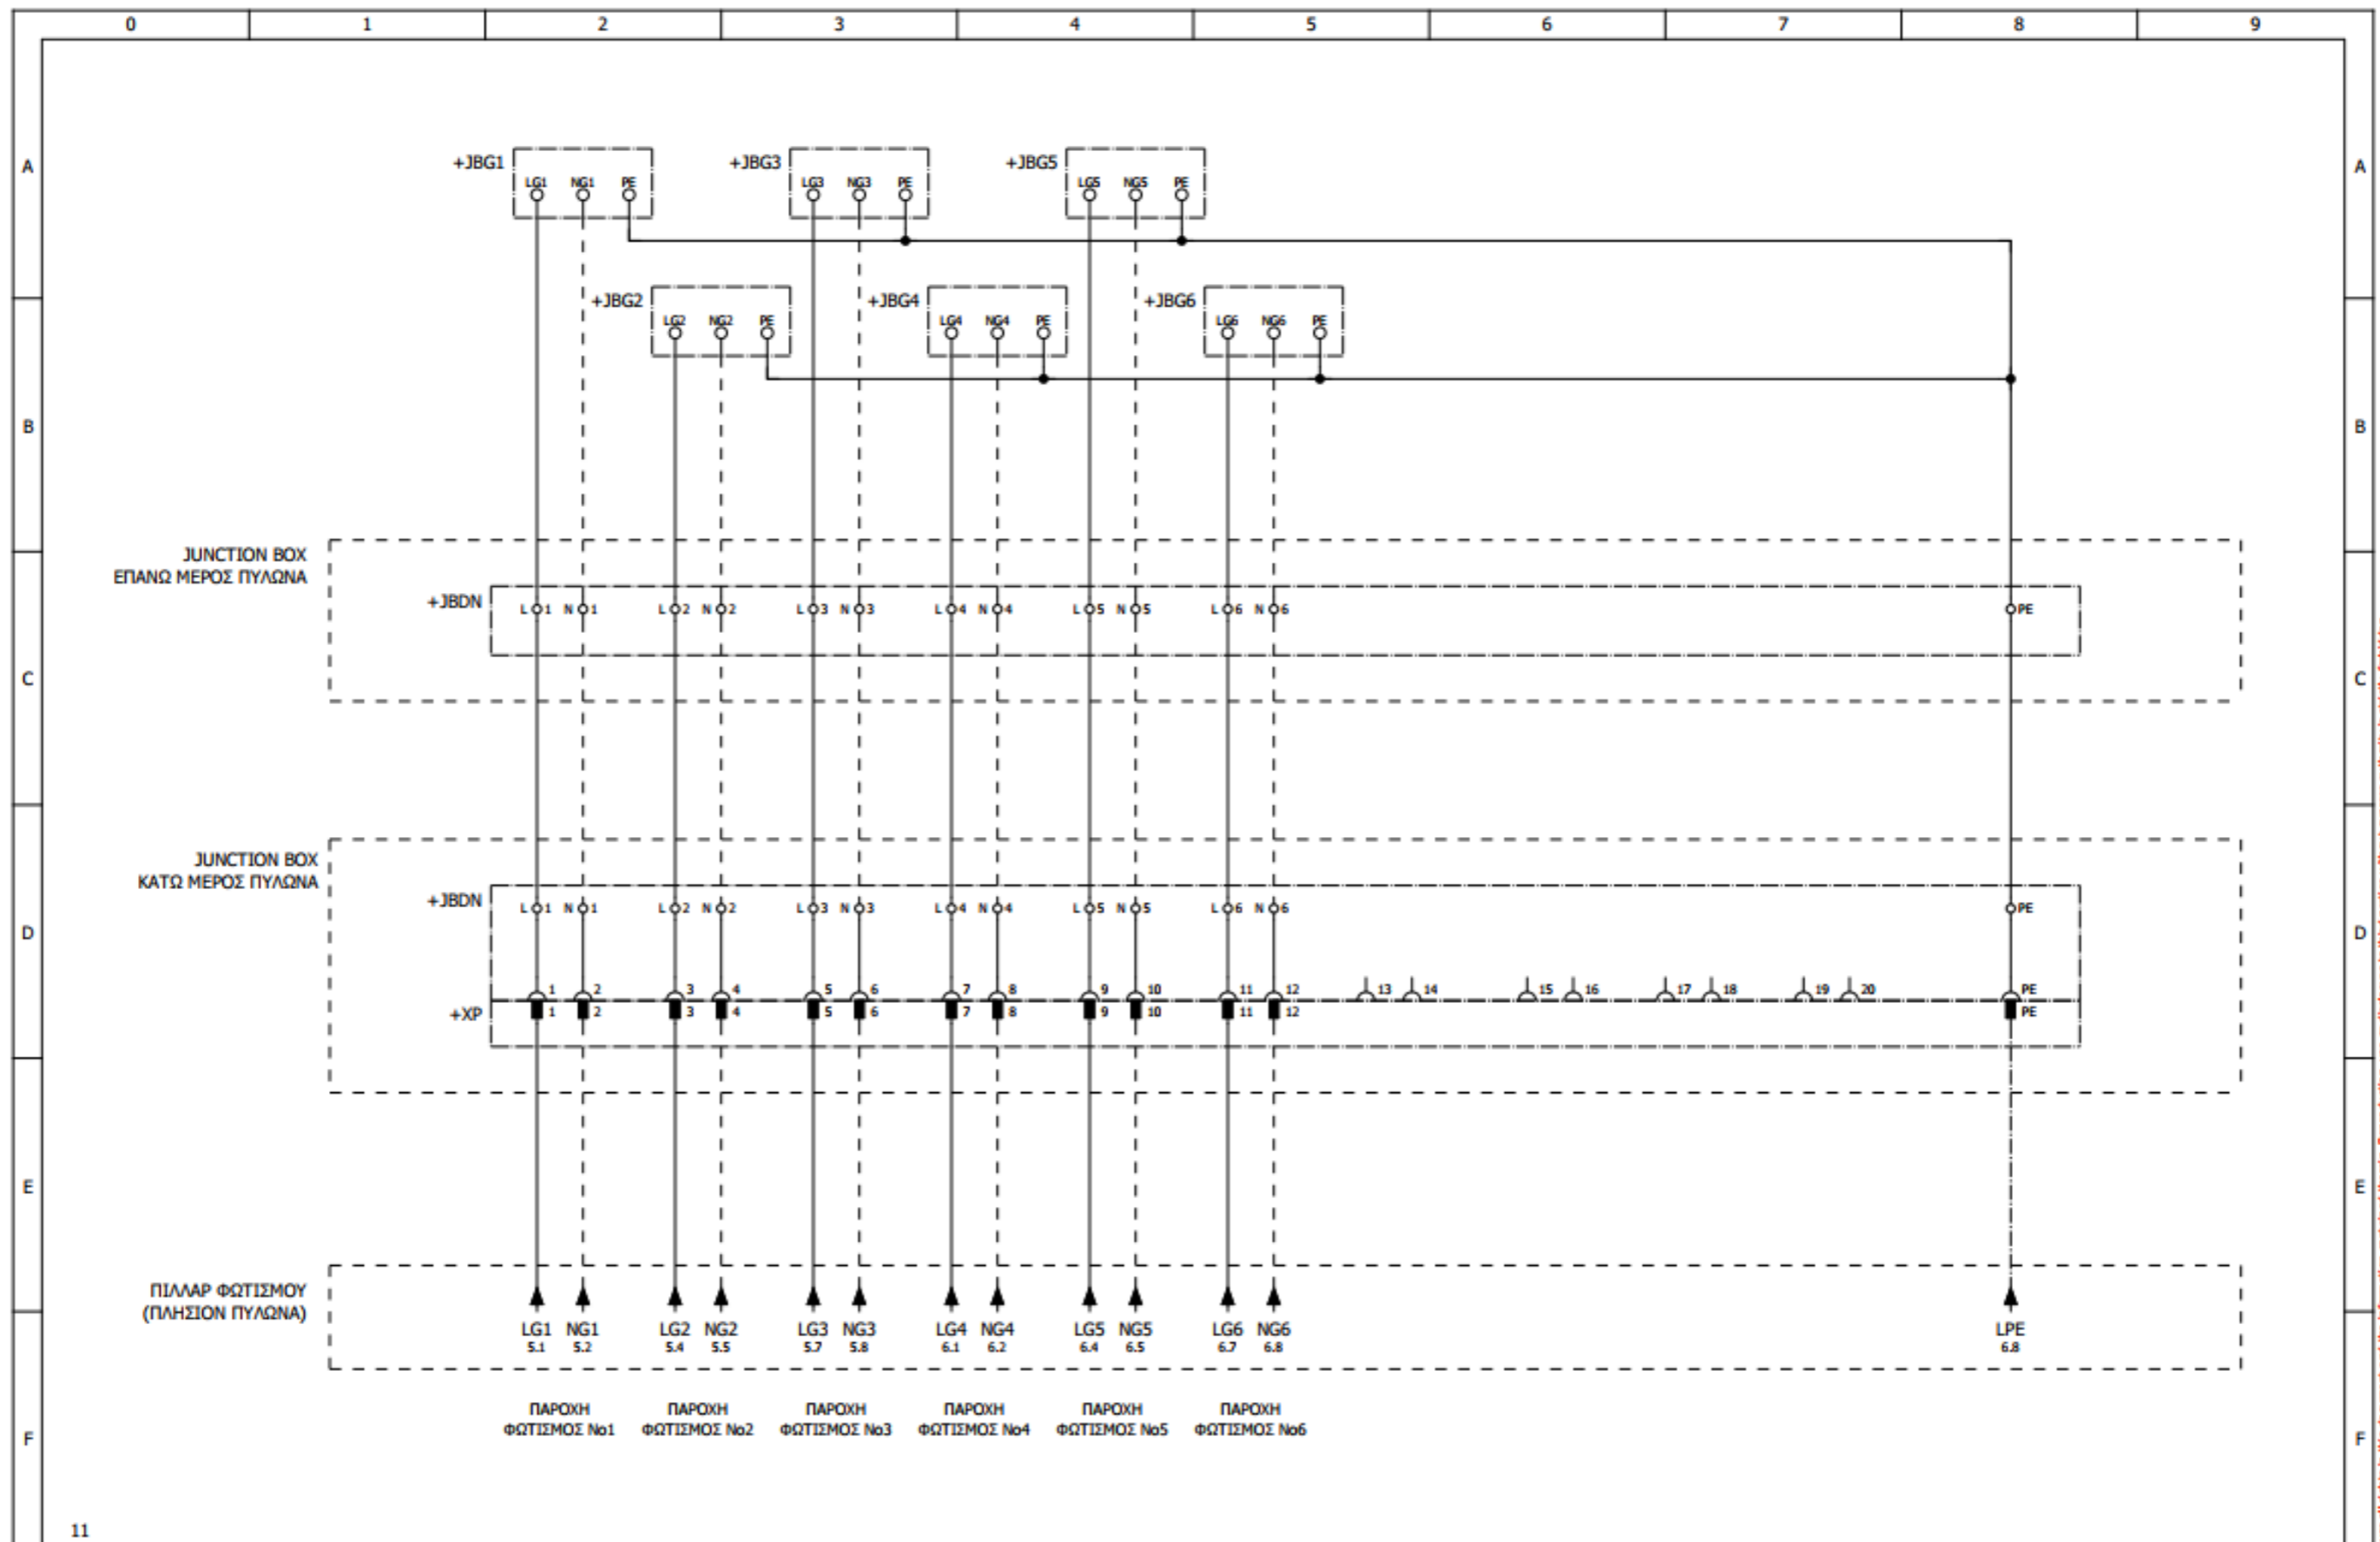 0 1 2 3 4 5 6 7 8 9
A A
+JBG1 +JBG3 +JBG5
LG1 NG1 PE LG3 NG3 PE LG5 NG5 PE
+JBG2 +JBG4 +JBG6
LG2 NG2 PE LG4 NG4 PE LG6 NG6 PE
B B
JUNCTION BOX
ΕΠΑΝΩ ΜΕΡΟΣ ΠΥΛΩΝΑ
+JBDN L 1 N 1 L 2 N 2 L 3 N 3 L 4 N 4 L 5 N 5 L 6 N 6 PE
C C
JUNCTION BOX
ΚΑΤΩ ΜΕΡΟΣ ΠΥΛΩΝΑ
+JBDN L 1 N 1 L 2 N 2 L 3 N 3 L 4 N 4 L 5 N 5 L 6 N 6 PE
D D
1 2 3 4 5 6 7 8 9 10 11 12 13 14 15 16 17 18 19 20 PE
+XP 1 2 3 4 5 6 7 8 9 10 11 12 PE
E E
ΠΙΛΛΑΡ ΦΩΤΙΣΜΟΥ
(ΠΛΗΣΙΟΝ ΠΥΛΩΝΑ)
LG1 NG1 LG2 NG2 LG3 NG3 LG4 NG4 LG5 NG5 LG6 NG6 LPE
5.1 5.2 5.4 5.5 5.7 5.8 6.1 6.2 6.4 6.5 6.7 6.8 6.8
ΠΑΡΟΧΗ ΠΑΡΟΧΗ ΠΑΡΟΧΗ ΠΑΡΟΧΗ ΠΑΡΟΧΗ ΠΑΡΟΧΗ
ΦΩΤΙΣΜΟΣ Νο1 ΦΩΤΙΣΜΟΣ Νο2 ΦΩΤΙΣΜΟΣ Νο3 ΦΩΤΙΣΜΟΣ Νο4 ΦΩΤΙΣΜΟΣ Νο5 ΦΩΤΙΣΜΟΣ Νο6
F F
11